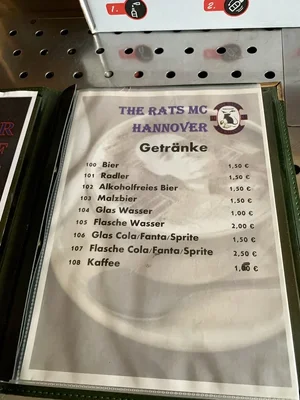 2.
THE RATS MC
HANNOVER
Getränke
100 Bier 1,50 €
101 Radler 1,50 €
102 Alkoholfreies Bier 1,50 €
103 Malzbier 1,50 €
104 Glas Wasser 1,00 €
105 Flasche Wasser 2,00 €
106 Glas Cola/Fanta/Sprite 1,50 €
107 Flasche Cola/Fanta/Sprite 2,50 €
108 Kaffee